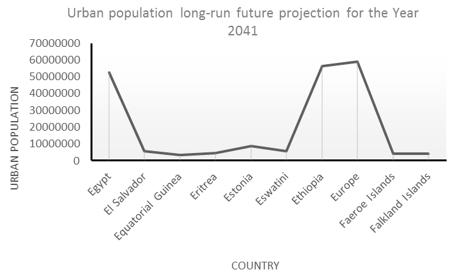 Urban population long-run future projection for the Year
2041
70000000
60000000
50000000
40000000
30000000
20000000
10000000
0
URBAN POPULATION
Egypt
El Salvador
Equatorial Guinea
Eritrea
Estonia
Eswatini
Ethiopia
Europe
Faeroe Islands
Falkland Islands
COUNTRY